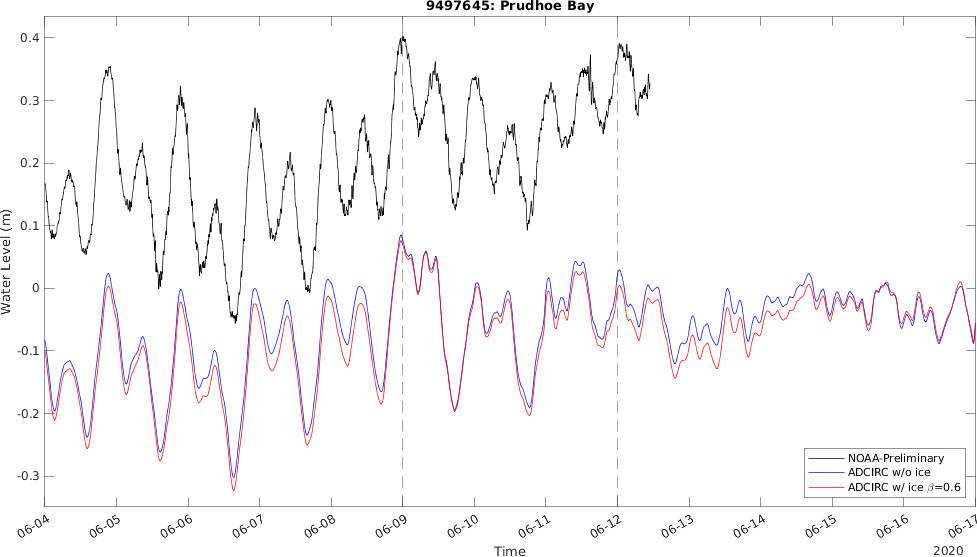 9497645: Prudhoe Bay
0.4
0.3
0.2
0.1
0
-0.1
-0.2
-0.3
Water Level (m)
NOAA-Preliminary
ADCIRC w/o ice
ADCIRC w/ ice β=0.6
06-04 06-05 06-06 06-07 06-08 06-09 06-10 06-11 06-12 06-13 06-14 06-15 06-16 06-17
2020
Time